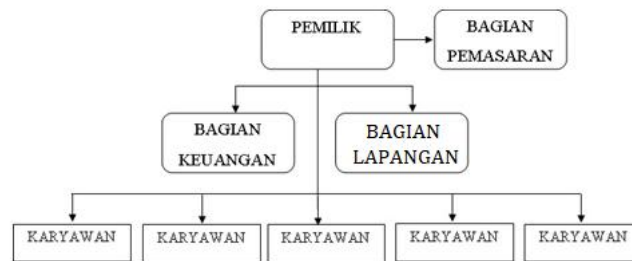 PEMILIK
BAGIAN
PEMASARAN
BAGIAN
KEUANGAN
BAGIAN
LAPANGAN
KARYAWAN
KARYAWAN
KARYAWAN
KARYAWAN
KARYAWAN